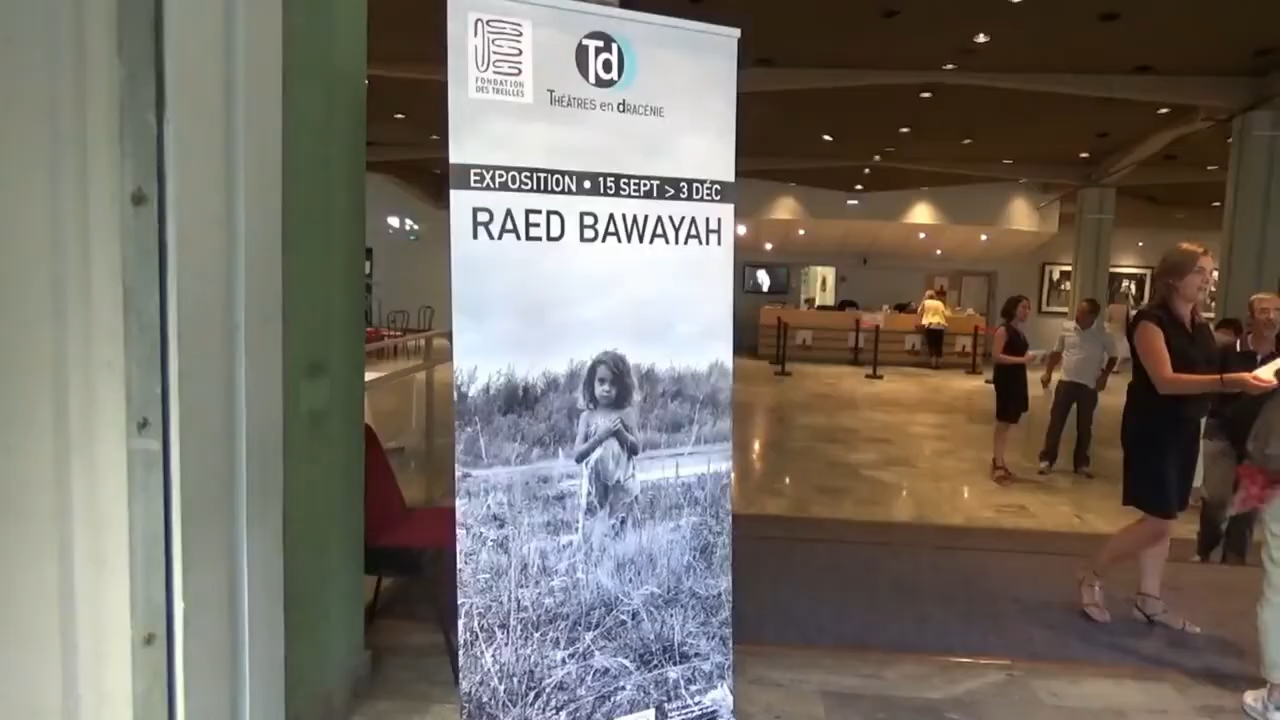 FONDATION
DES TREILLES
Td
THÉÂTRES en dRACÉNIE
EXPOSITION • 15 SEPT > 3 DÉC
RAED BAWAYAH